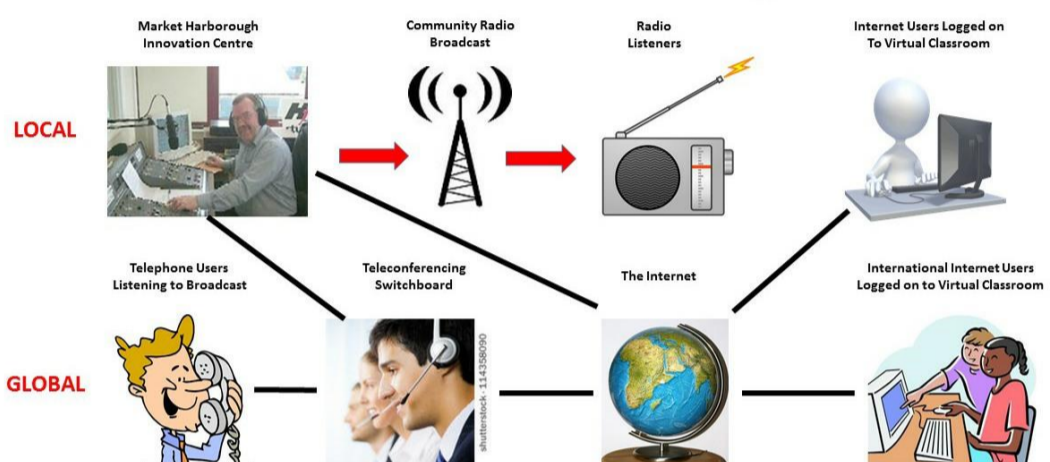 Market Harborough
Innovation Centre
Community Radio
Broadcast
Radio
Listeners
Internet Users Logged on
To Virtual Classroom
LOCAL
Telephone Users
Listening to Broadcast
Teleconferencing
Switchboard
The Internet
International Internet Users
Logged on to Virtual Classroom
GLOBAL
shutterstock · 114358090